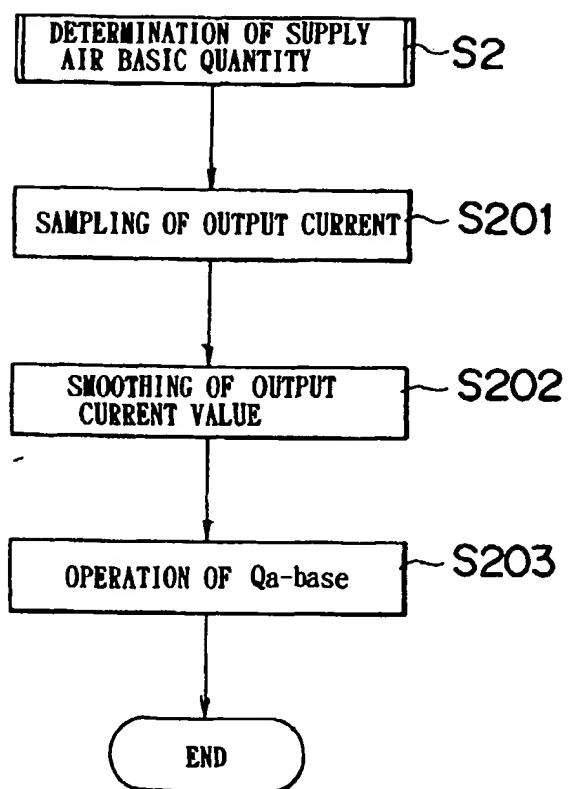 DETERMINATION OF SUPPLY
AIR BASIC QUANTITY
S2
SAMPLING OF OUTPUT CURRENT
S201
SMOOTHING OF OUTPUT
CURRENT VALUE
S202
OPERATION OF Qa-base
S203
END